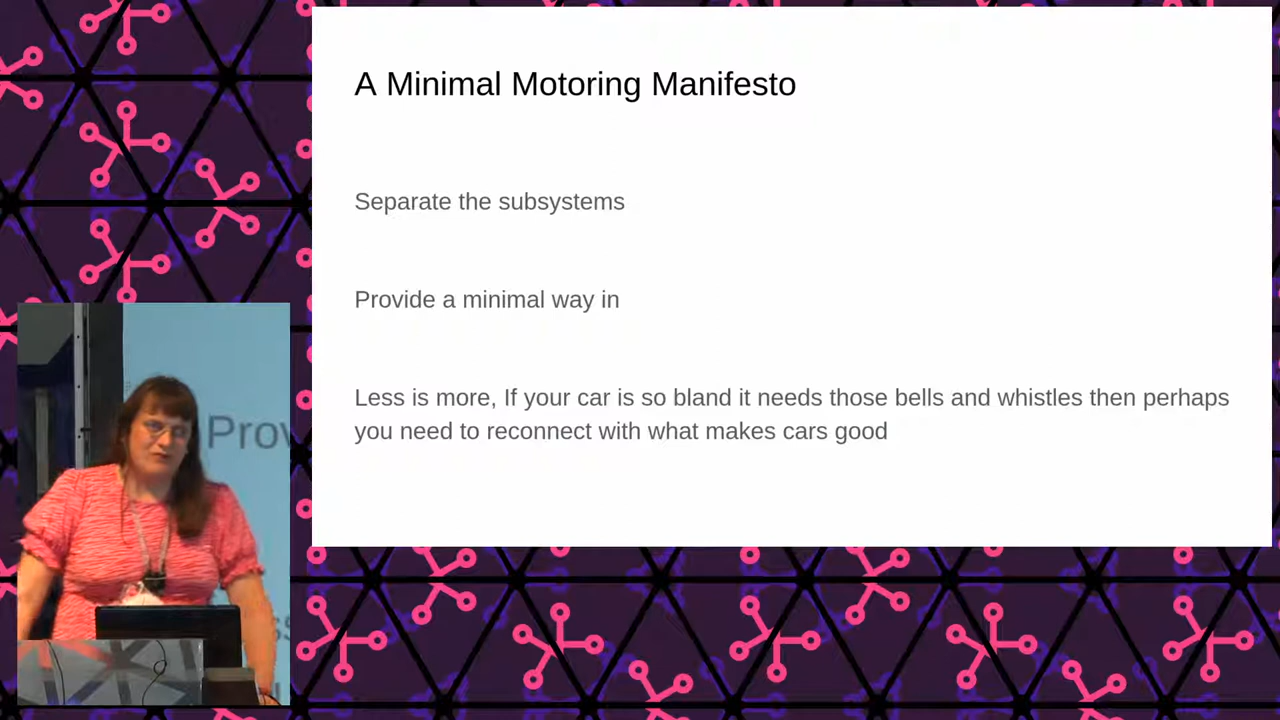 A Minimal Motoring Manifesto
Separate the subsystems
Provide a minimal way in
Less is more, If your car is so bland it needs those bells and whistles then perhaps
you need to reconnect with what makes cars good
Prov